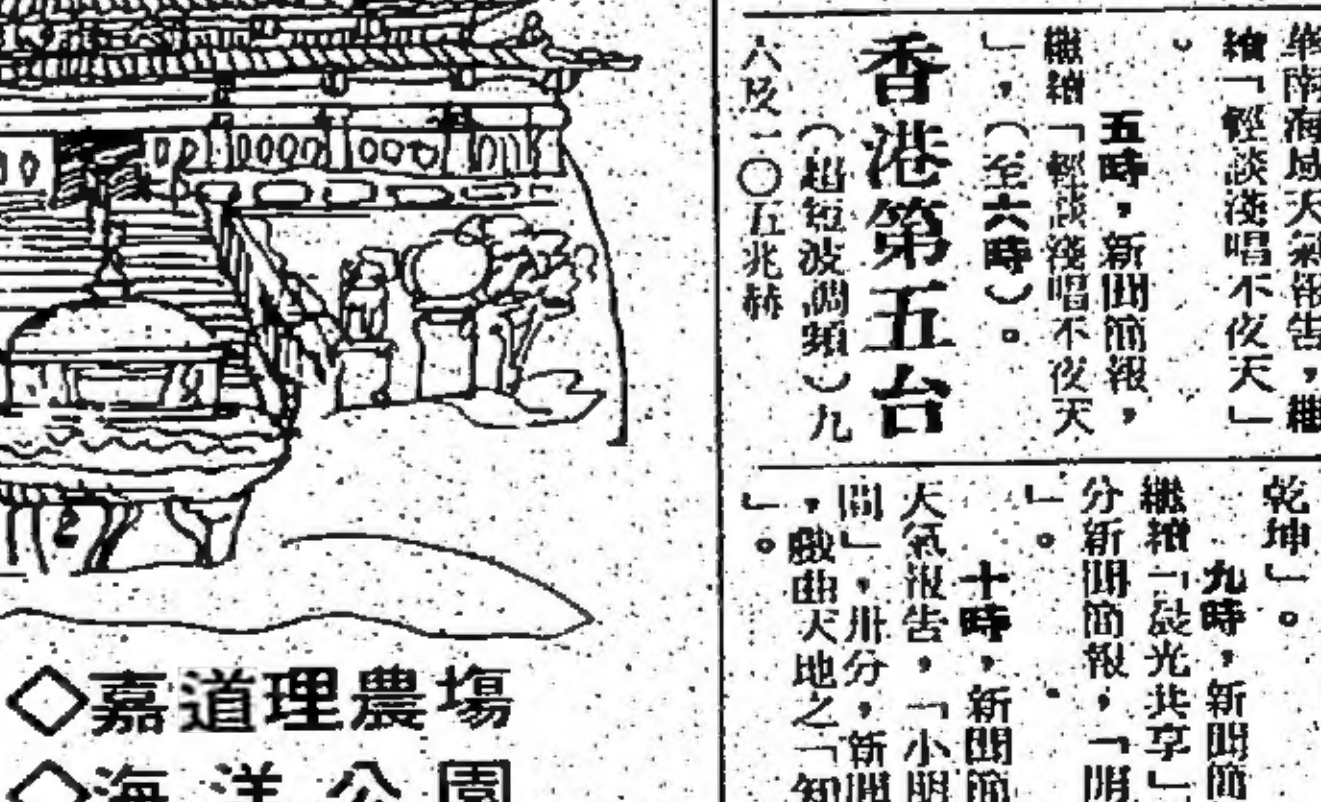 華南海域天氣報告，繼
續「輕談淺唱不夜天」
。
五時，新聞簡報，
繼續「輕談淺唱不夜天
」，（至六時）。
香港第五台
（超短波調頻）九
六及一〇五兆赫
乾坤」。
九時，新聞簡
繼續「晨光共享」
分新聞簡報，「明
」。
十時，新聞簡
天氣報告，「小明
間」，卅分，新聞
，戲曲天地之「知
」。
◇嘉道理農場
◇海洋公園